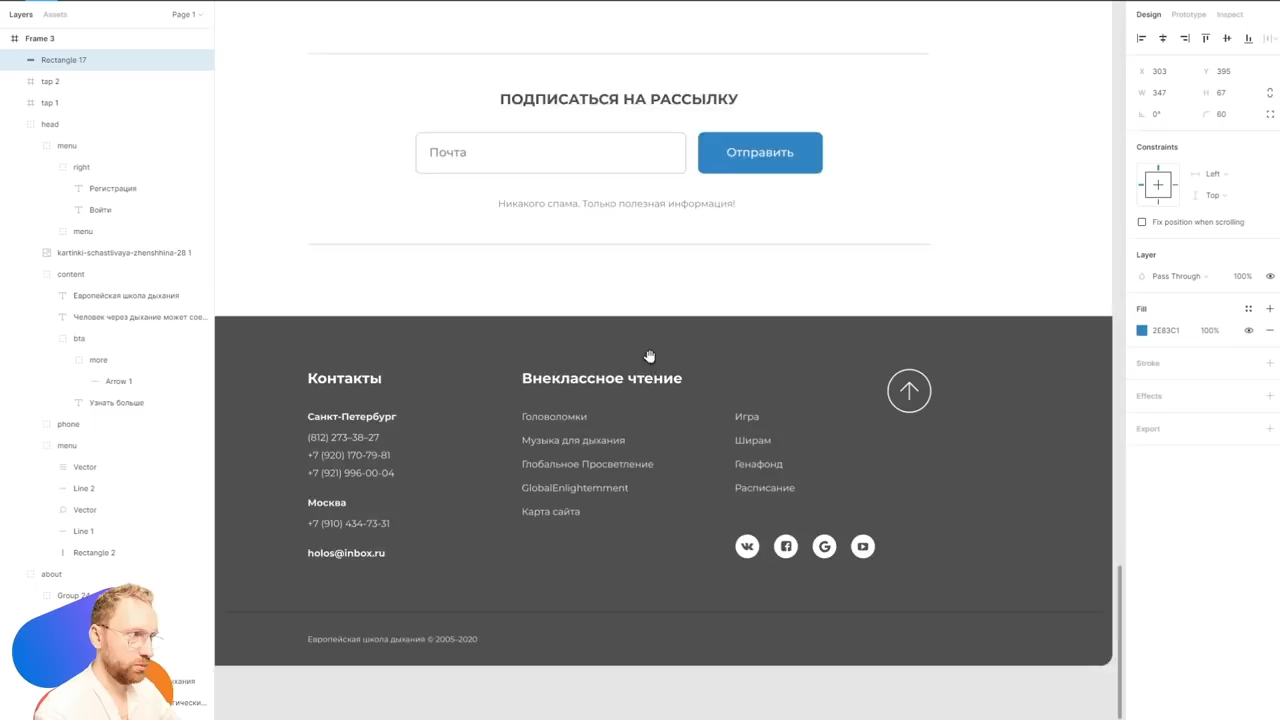 Layers
Assets
Page 1
Frame 3
Rectangle 17
tap 2
tap 1
head
menu
right
Регистрация
Войти
menu
kartinki-schastlivaya-zhenshhina-28 1
content
Европейская школа дыхания
Человек через дыхание может сое...
bta
more
Arrow 1
Узнать больше
phone
menu
Vector
Line 2
Vector
Line 1
Rectangle 2
about
ПОДПИСАТЬСЯ НА РАССЫЛКУ
Почта
Отправить
Никакого спама. Только полезная информация!
Контакты
Санкт-Петербург
(812) 273–38–27
+7 (920) 170-79-81
+7 (921) 996-00-04
Москва
+7 (910) 434-73-31
holos@inbox.ru
Внеклассное чтение
Головоломки
Музыка для дыхания
Глобальное Просветление
GlobalEnlightemment
Карта сайта
Игра
Ширам
Генафонд
Расписание
Европейская школа дыхания © 2005–2020
Design
Prototype
Inspect
X 303
Y 395
W 347
H 67
0°
60
Constraints
Left
Top
Fix position when scrolling
Layer
Pass Through
100%
Fill
2E83C1
100%
Stroke
Effects
Export